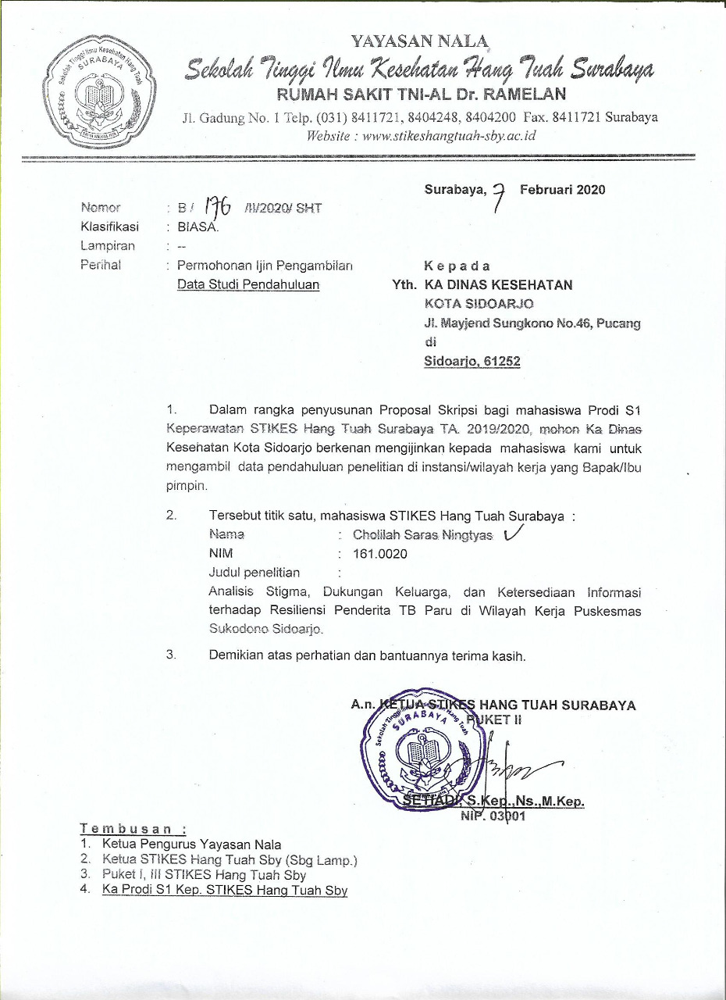 YAYASAN NALA
Sekolah Tinggi Ilmu Kesehatan Hang Tuah Surabaya
RUMAH SAKIT TNI-AL Dr. RAMELAN
Jl. Gadung No. 1 Telp. (031) 8411721, 8404248, 8404200 Fax. 8411721 Surabaya
Website : www.stikeshangtuah-sby.ac.id
Sekolah Tinggi Ilmu Kesehatan Hang Tuah
SURABAYA
Surabaya, 7 Februari 2020
Nomor : B / 176 /II/2020/ SHT
Klasifikasi : BIASA.
Lampiran : --
Perihal : Permohonan Ijin Pengambilan
Data Studi Pendahuluan
K e p a d a
Yth. KA DINAS KESEHATAN
KOTA SIDOARJO
Jl. Mayjend Sungkono No.46, Pucang
di
Sidoarjo, 61252
1. Dalam rangka penyusunan Proposal Skripsi bagi mahasiswa Prodi S1
Keperawatan STIKES Hang Tuah Surabaya TA. 2019/2020, mohon Ka Dinas
Kesehatan Kota Sidoarjo berkenan mengijinkan kepada mahasiswa kami untuk
mengambil data pendahuluan penelitian di instansi/wilayah kerja yang Bapak/Ibu
pimpin.
2. Tersebut titik satu, mahasiswa STIKES Hang Tuah Surabaya :
Nama : Cholilah Saras Ningtyas ✓
NIM : 161.0020
Judul penelitian :
Analisis Stigma, Dukungan Keluarga, dan Ketersediaan Informasi
terhadap Resiliensi Penderita TB Paru di Wilayah Kerja Puskesmas
Sukodono Sidoarjo.
3. Demikian atas perhatian dan bantuannya terima kasih.
A.n. KETUA STIKES HANG TUAH SURABAYA
PUKET II
Sekolah Tinggi Ilmu Kesehatan Hang Tuah
SURABAYA
SETIADI, S.Kep.,Ns.,M.Kep.
NIP. 03001
T e m b u s a n :
1. Ketua Pengurus Yayasan Nala
2. Ketua STIKES Hang Tuah Sby (Sbg Lamp.)
3. Puket I, III STIKES Hang Tuah Sby
4. Ka Prodi S1 Kep. STIKES Hang Tuah Sby